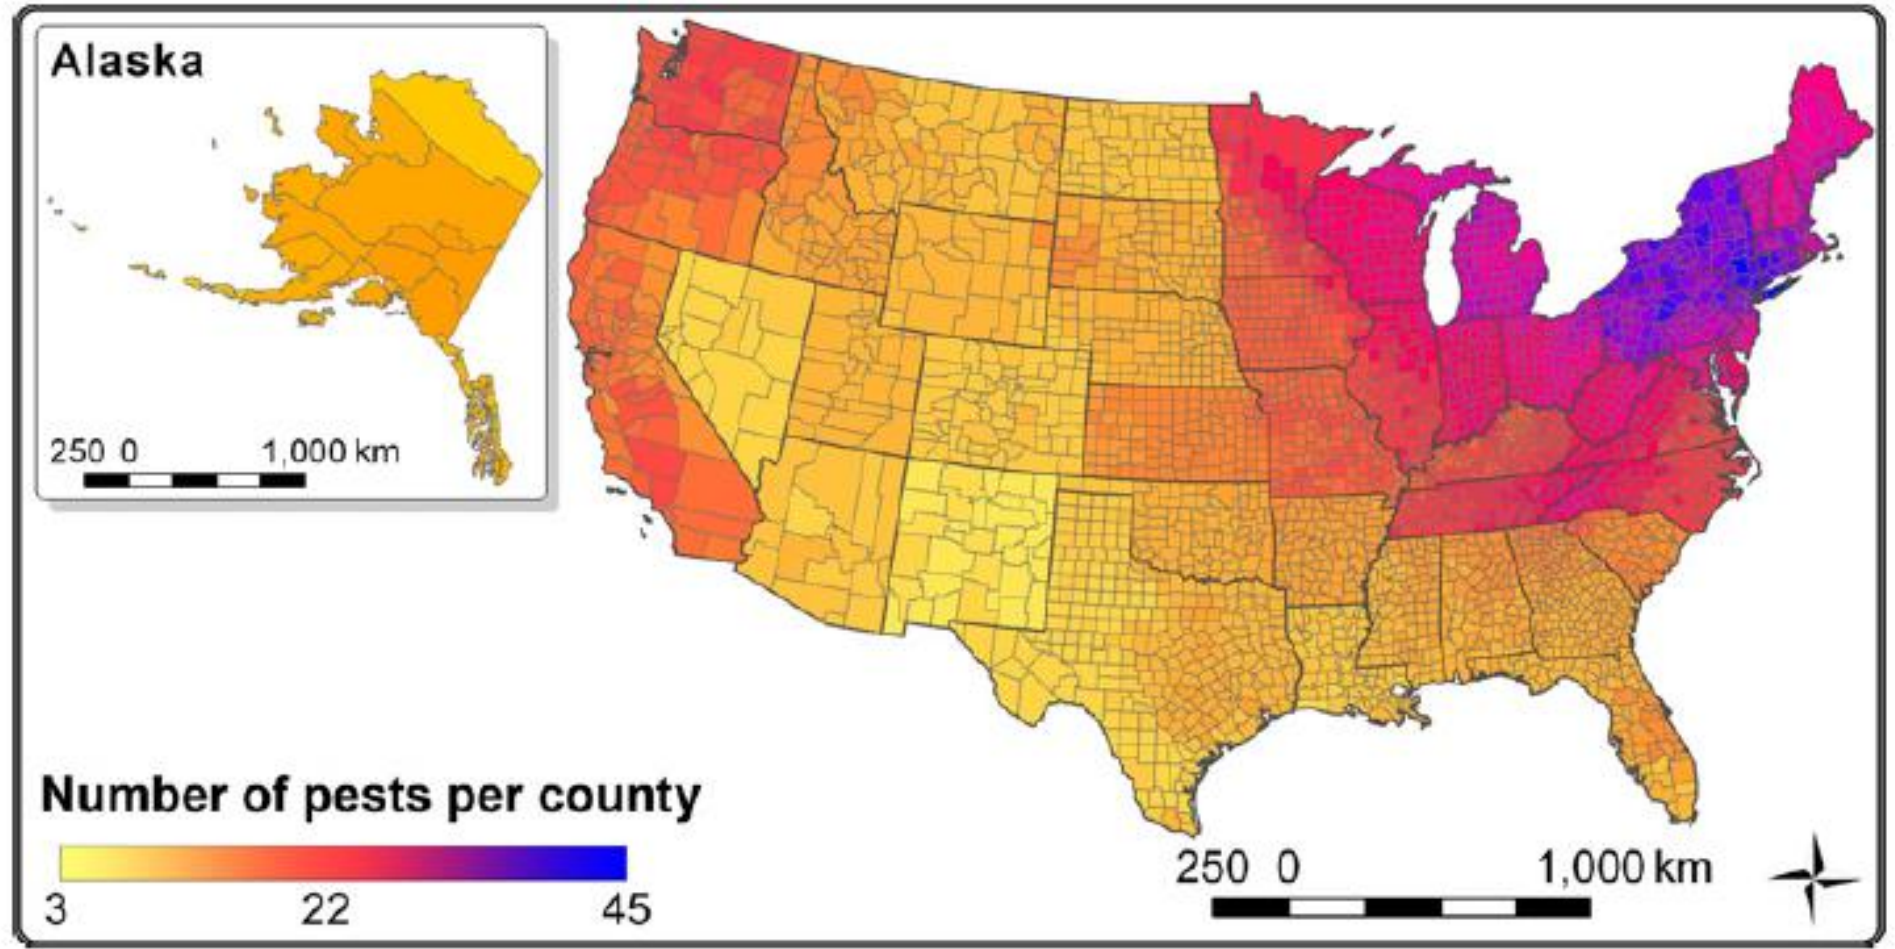 Alaska
250 0 1,000 km
Number of pests per county
3 22 45
250 0 1,000 km